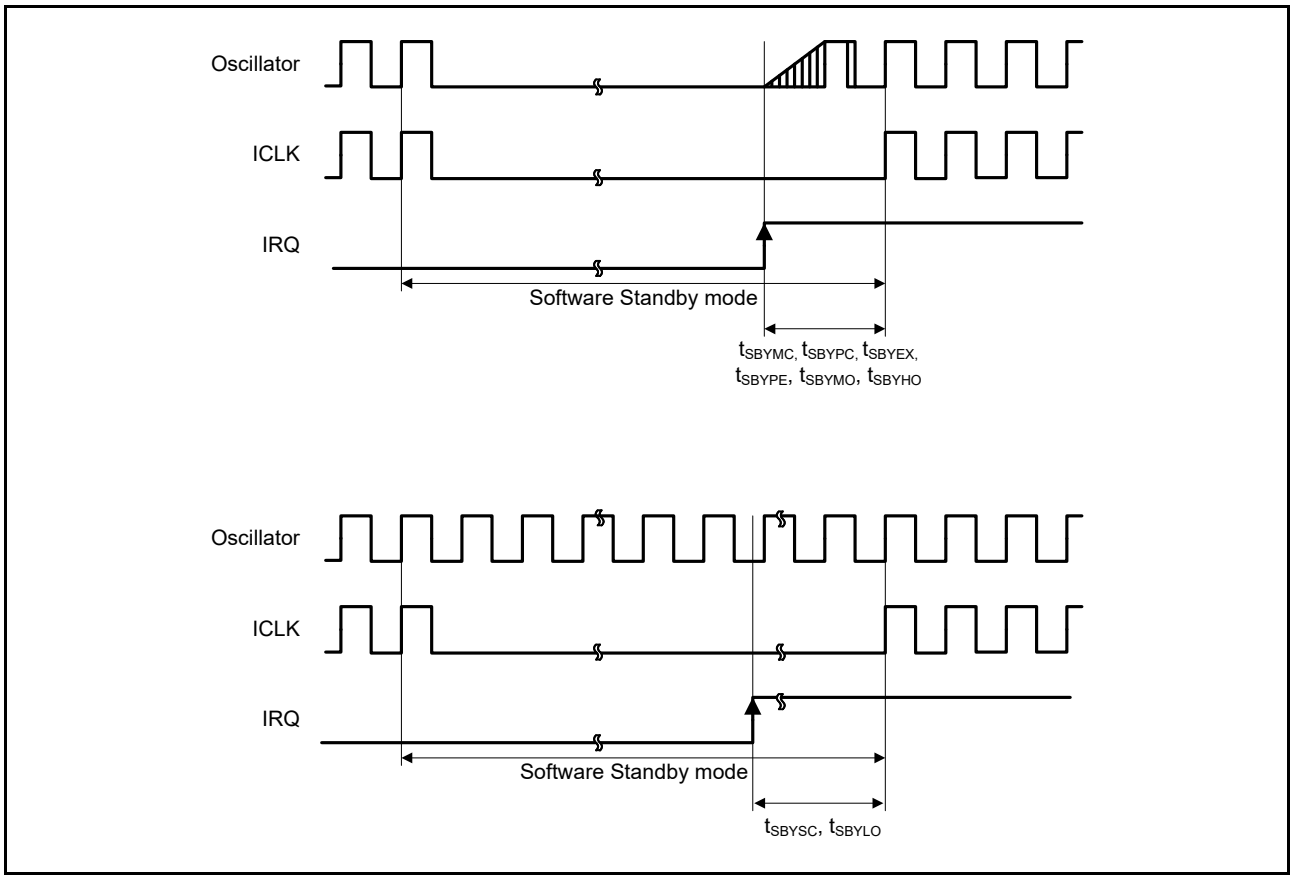 Oscillator
ICLK
IRQ
Software Standby mode
tSBYMC, tSBYPC, tSBYEX,
tSBYPE, tSBYMO, tSBYHO
Oscillator
ICLK
IRQ
Software Standby mode
tSBYSC, tSBYLO